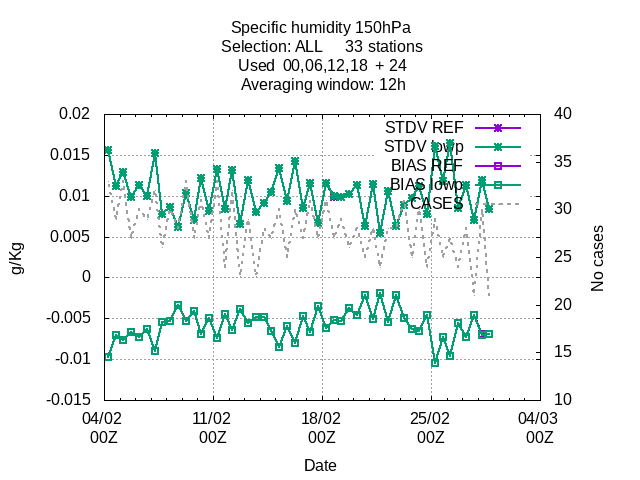 Specific humidity 150hPa
Selection: ALL 33 stations
Used 00,06,12,18 + 24
Averaging window: 12h
0.02
0.015
0.01
0.005
0
-0.005
-0.01
-0.015
g/Kg
STDV REF
STDV lowp
BIAS REF
BIAS lowp
CASES
40
35
30
25
20
15
10
No cases
04/02 11/02 18/02 25/02 04/03
00Z 00Z 00Z 00Z 00Z
Date